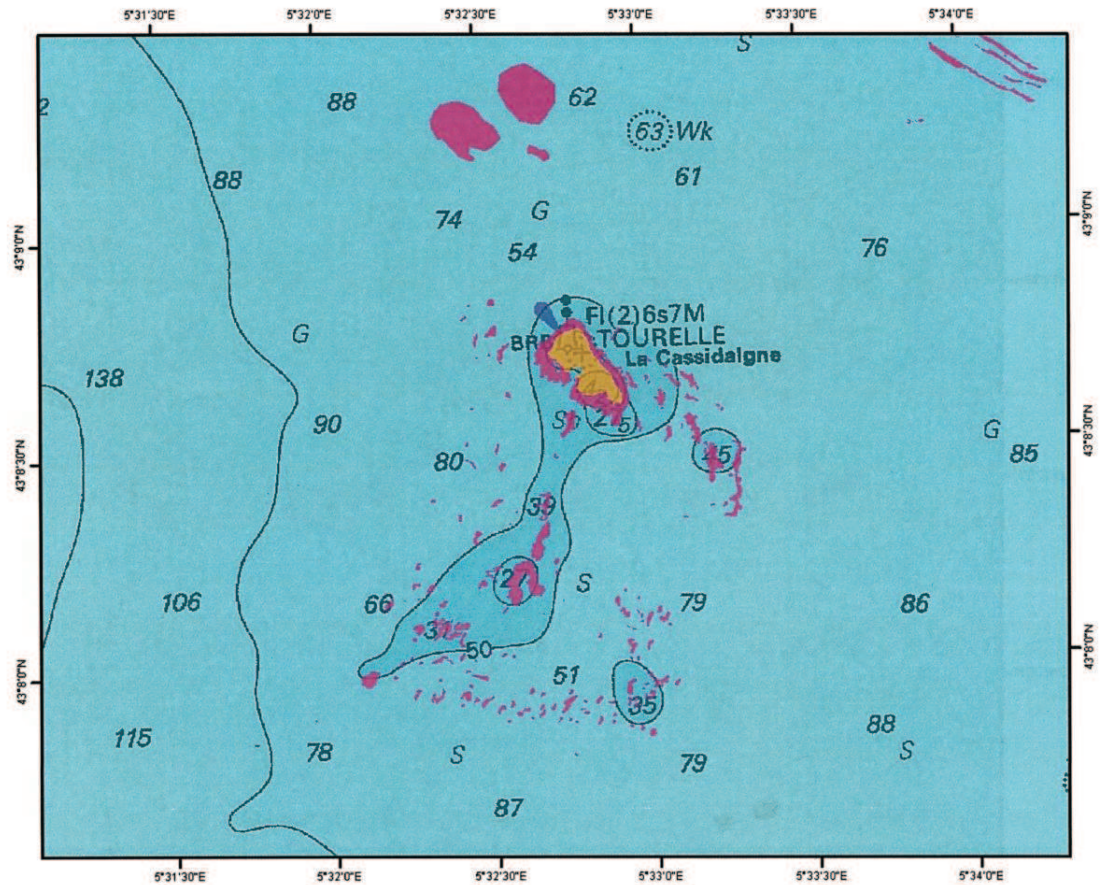 5°31'30"E 5°32'0"E 5°32'30"E 5°33'0"E 5°33'30"E 5°34'0"E
S
88 62
2
63 Wk
61
88
74 G
43°9'0"N
54 76
43°9'0"N
Fl(2)6s7M
G
TOURELLE
La Cassidaigne
138
90 2 5 G
43°8'30"N
80 45 85
43°8'30"N
39
27 S
106 66 79 86
31
50
43°8'0"N
51
43°8'0"N
35
115 78 S 88 S
79
87
5°31'30"E 5°32'0"E 5°32'30"E 5°33'0"E 5°33'30"E 5°34'0"E